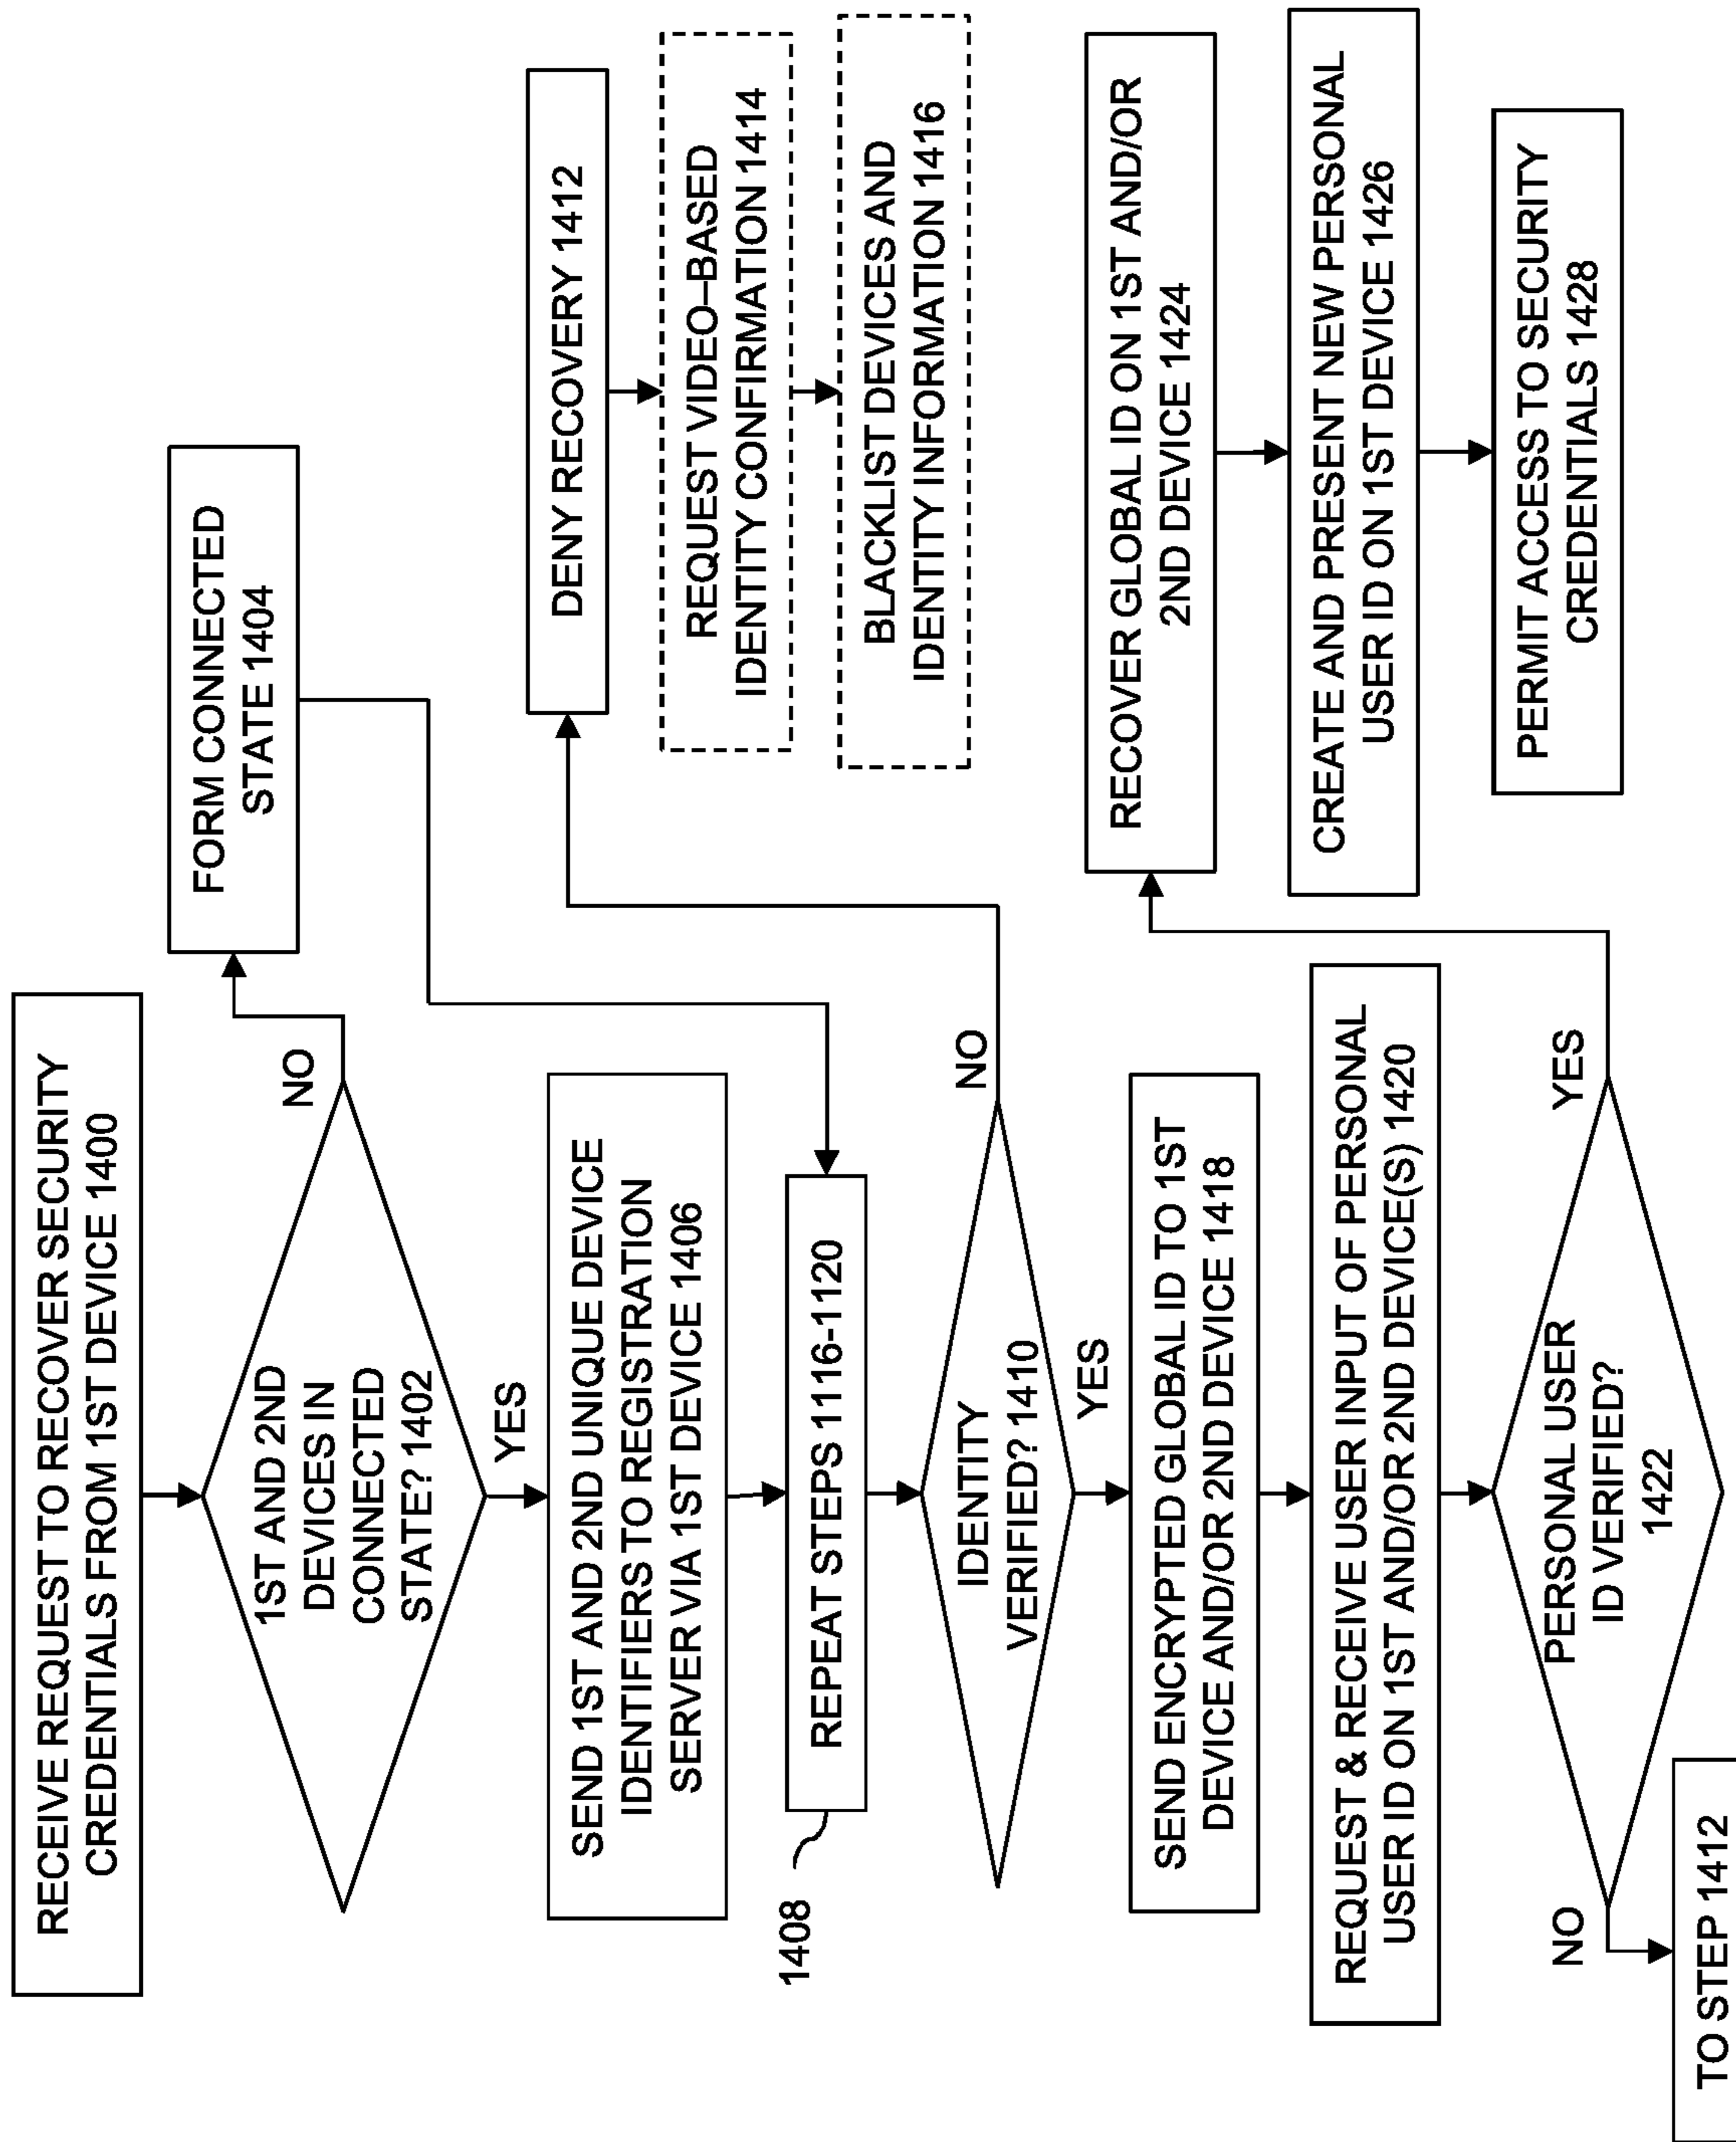 RECEIVE REQUEST TO RECOVER SECURITY
CREDENTIALS FROM 1ST DEVICE 1400
1ST AND 2ND
DEVICES IN
CONNECTED
STATE? 1402
NO
FORM CONNECTED
STATE 1404
YES
SEND 1ST AND 2ND UNIQUE DEVICE
IDENTIFIERS TO REGISTRATION
SERVER VIA 1ST DEVICE 1406
1408
REPEAT STEPS 1116-1120
IDENTITY
VERIFIED? 1410
NO
DENY RECOVERY 1412
REQUEST VIDEO–BASED
IDENTITY CONFIRMATION 1414
BLACKLIST DEVICES AND
IDENTITY INFORMATION 1416
YES
SEND ENCRYPTED GLOBAL ID TO 1ST
DEVICE AND/OR 2ND DEVICE 1418
REQUEST & RECEIVE USER INPUT OF PERSONAL
USER ID ON 1ST AND/OR 2ND DEVICE(S) 1420
PERSONAL USER
ID VERIFIED?
1422
NO
TO STEP 1412
YES
RECOVER GLOBAL ID ON 1ST AND/OR
2ND DEVICE 1424
CREATE AND PRESENT NEW PERSONAL
USER ID ON 1ST DEVICE 1426
PERMIT ACCESS TO SECURITY
CREDENTIALS 1428